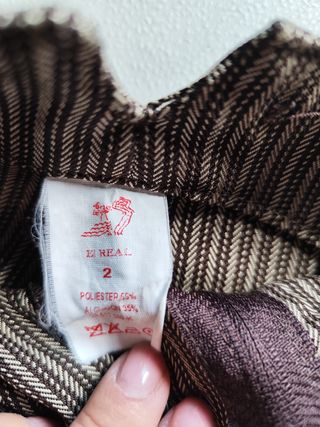 El REAL
2
POLIESTER 65%
ALGODON 35%